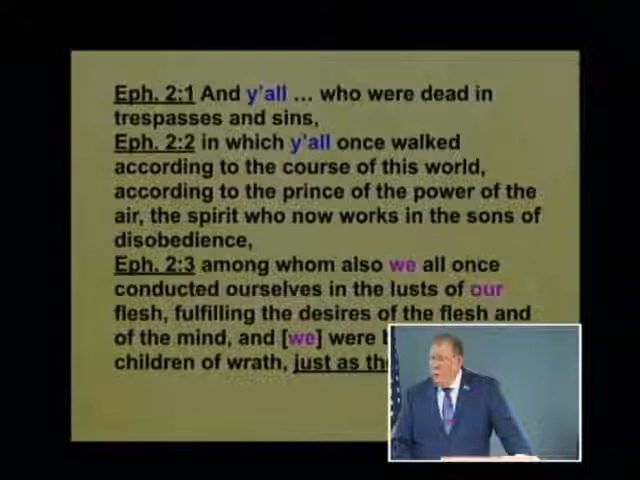 Eph. 2:1 And y'all … who were dead in
trespasses and sins,
Eph. 2:2 in which y'all once walked
according to the course of this world,
according to the prince of the power of the
air, the spirit who now works in the sons of
disobedience,
Eph. 2:3 among whom also we all once
conducted ourselves in the lusts of our
flesh, fulfilling the desires of the flesh and
of the mind, and [we] were
children of wrath, just as